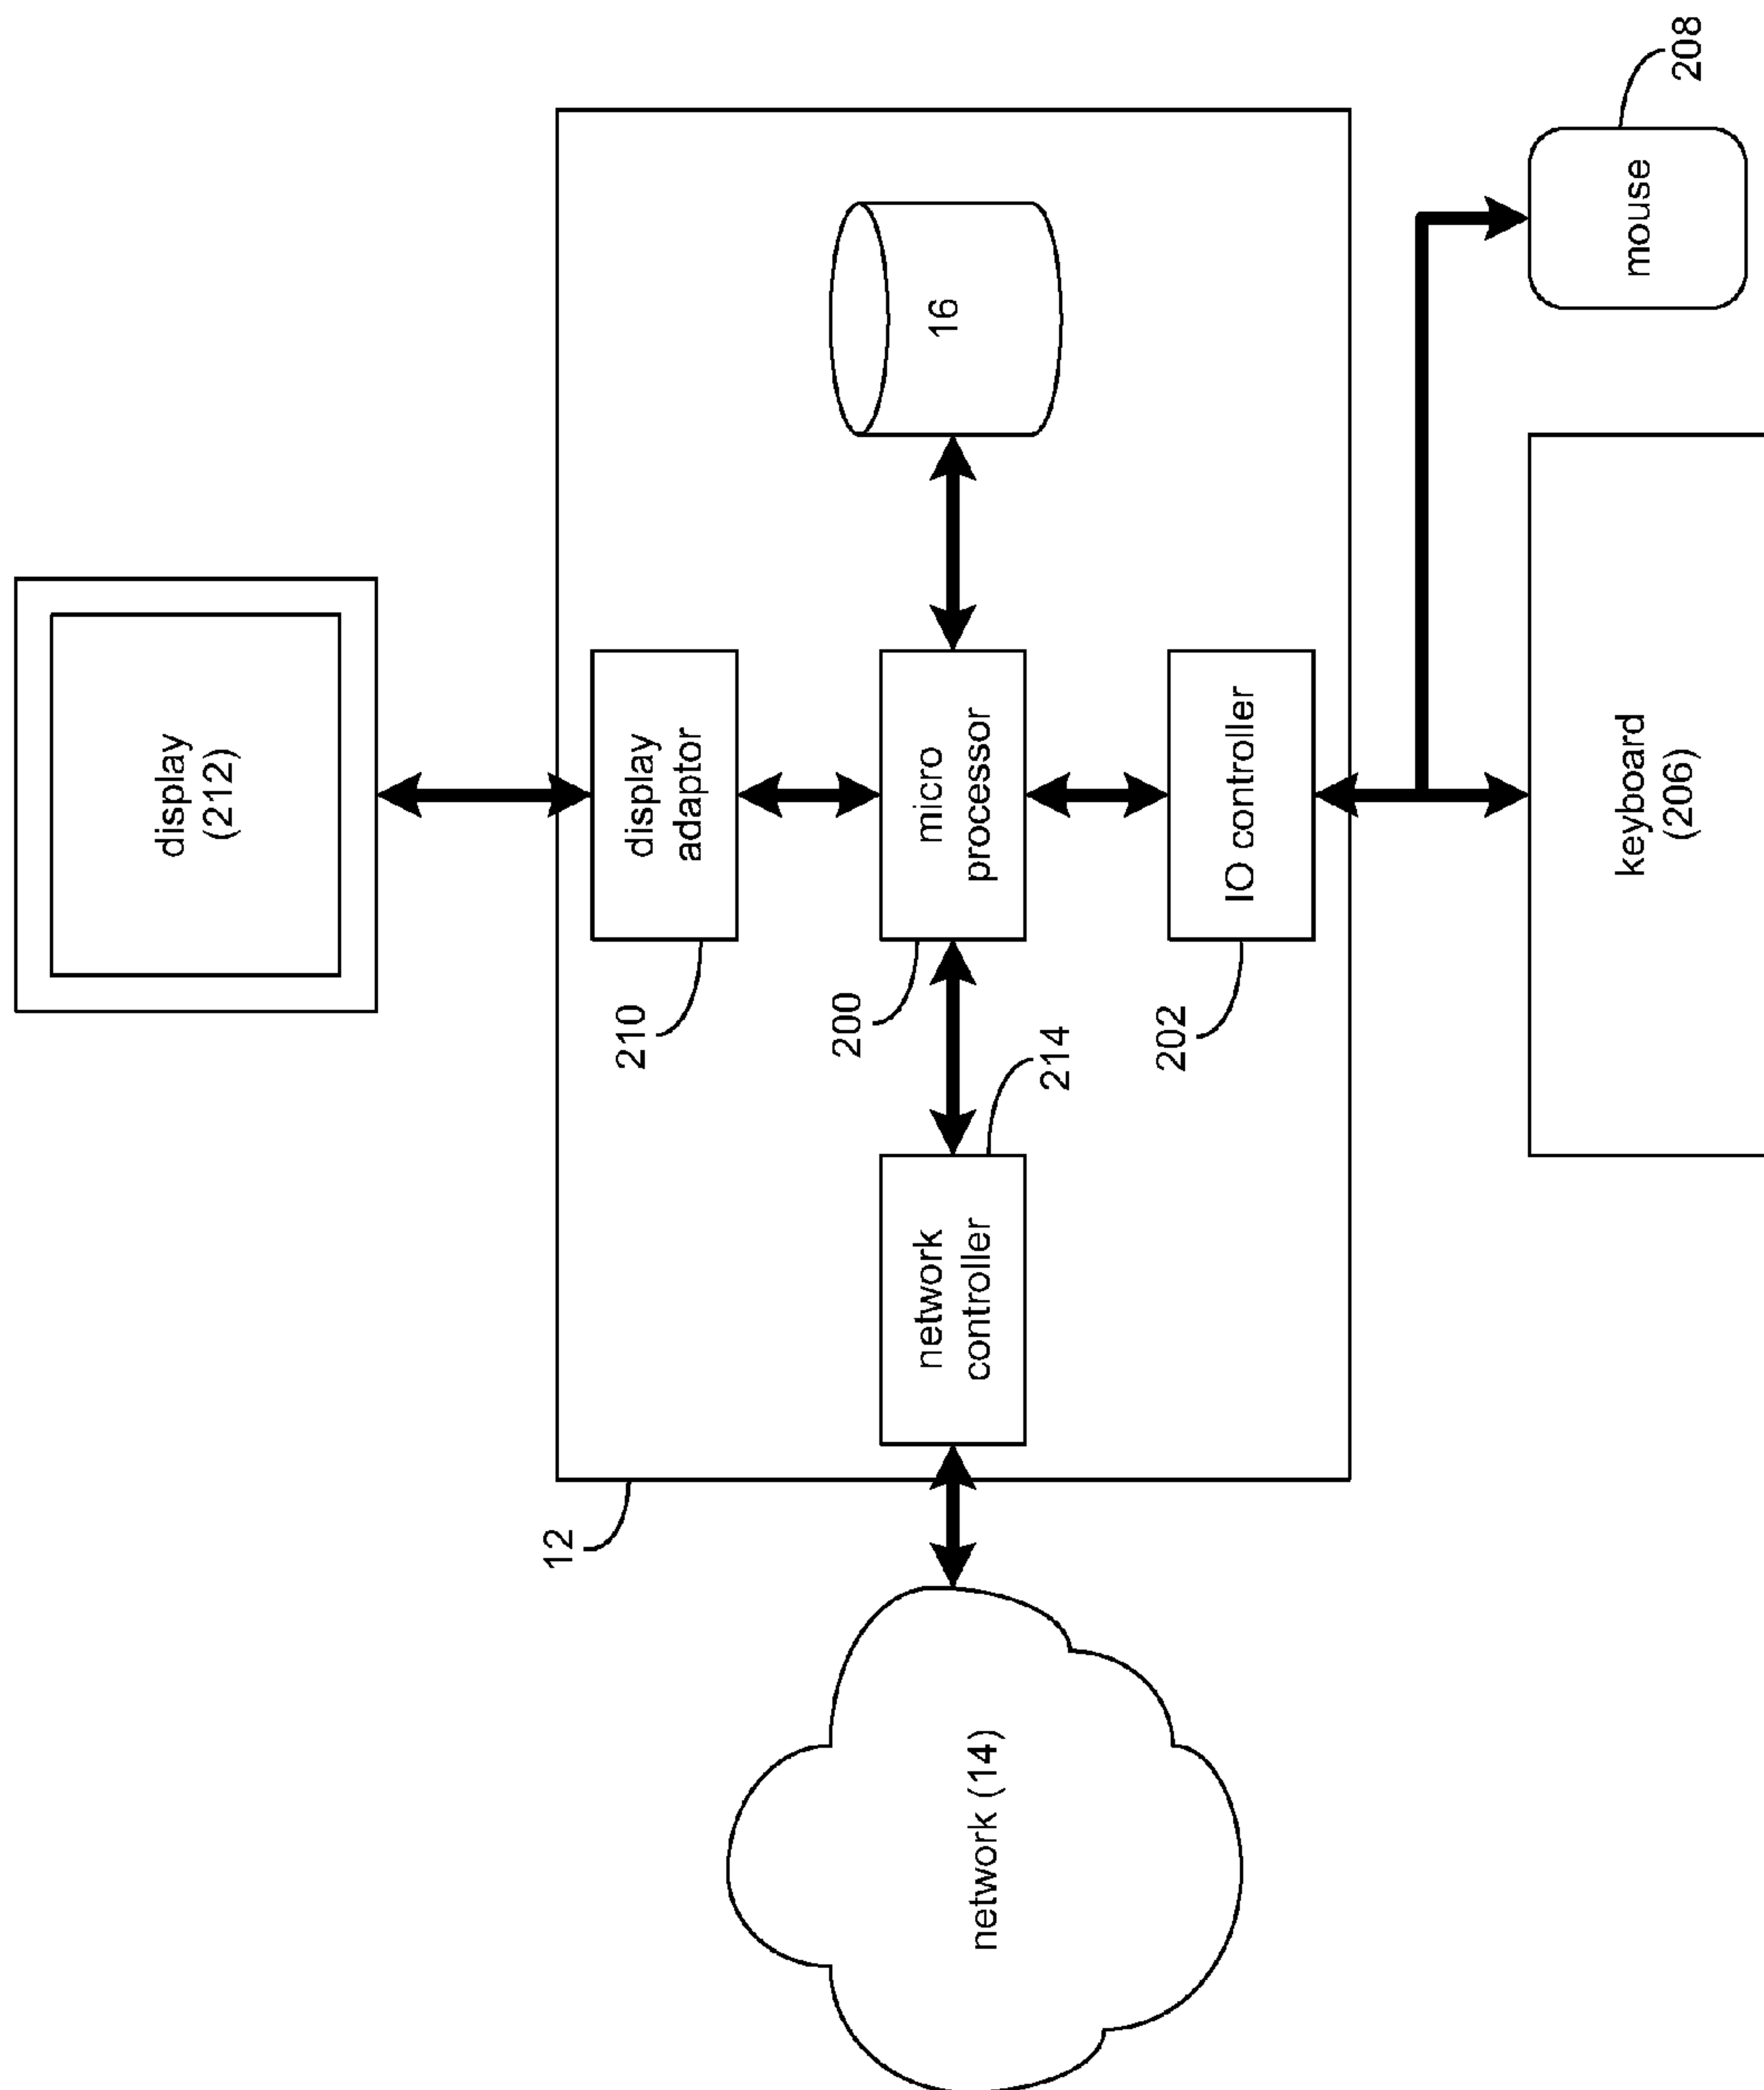 display
(212)
display
adaptor
210
micro
processor
200
16
network
controller
214
IO controller
202
12
network (14)
keyboard
(206)
mouse
208